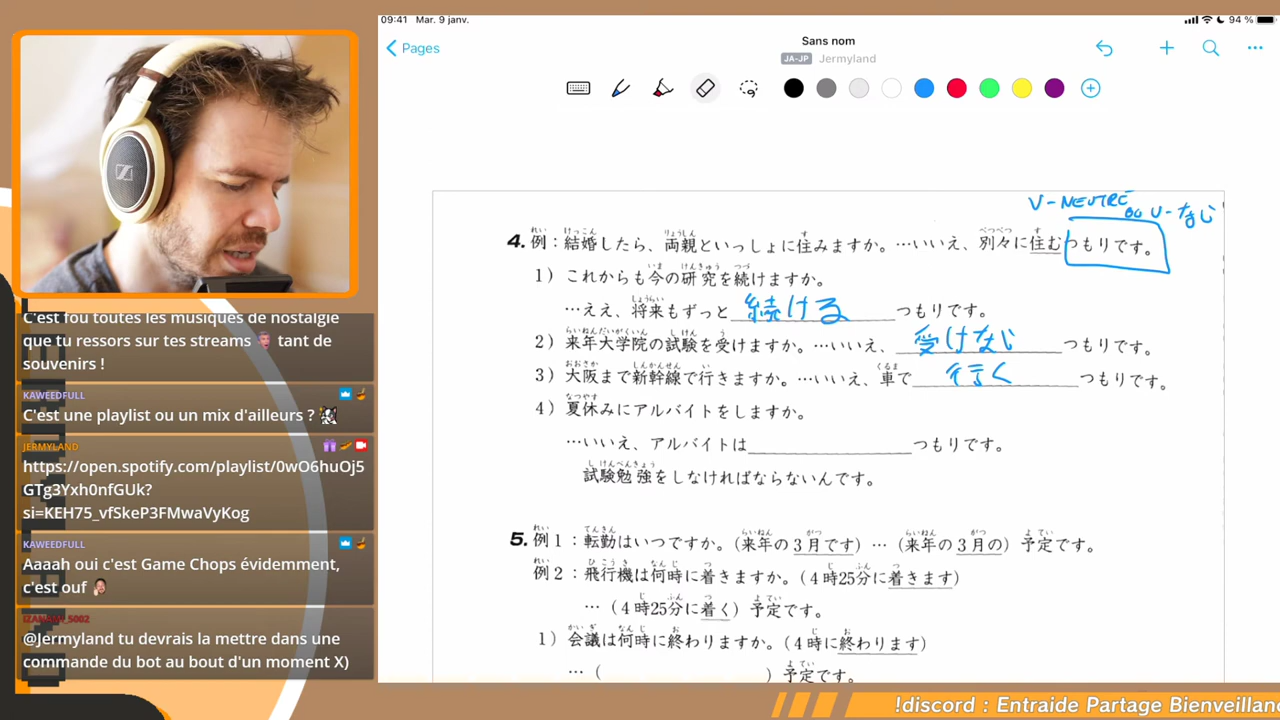 09:41 Mar. 9 janv.
94 %
Pages
Sans nom
JA-JP Jermyland
C'est fou toutes les musiques de nostalgie
que tu ressors sur tes streams tant de
souvenirs !
KAWEEDFULL
C'est une playlist ou un mix d'ailleurs ?
JERMYLAND
https://open.spotify.com/playlist/0wO6huOj5
GTg3Yxh0nfGUk?
si=KEH75_vfSkeP3FMwaVyKog
KAWEEDFULL
Aaaah oui c'est Game Chops évidemment,
c'est ouf
@Jermyland tu devrais la mettre dans une
commande du bot au bout d'un moment X)
V-NEUTRE
ou V-ない
4. 例：結婚したら、両親といっしょに住みますか。…いいえ、別々に住むつもりです。
1) これからも今の研究を続けますか。
…ええ、将来もずっと 続ける つもりです。
2) 来年大学院の試験を受けますか。…いいえ、 受けない つもりです。
3) 大阪まで新幹線で行きますか。…いいえ、車で 行く つもりです。
4) 夏休みにアルバイトをしますか。
…いいえ、アルバイトは＿＿＿＿つもりです。
試験勉強をしなければならないんです。
5. 例1：転勤はいつですか。(来年の3月です) … (来年の3月の) 予定です。
例2：飛行機は何時に着きますか。(4時25分に着きます)
… (4時25分に着く) 予定です。
1) 会議は何時に終わりますか。(4時に終わります)
… ( ) 予定です。
!discord : Entraide Partage Bienveillan